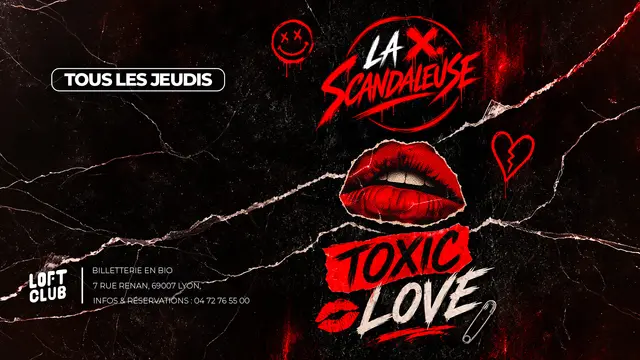 TOUS LES JEUDIS
LA X.
SCANDALEUSE
TOXIC
LOVE
LOFT
CLUB
BILLETTERIE EN BIO
7 RUE RENAN, 69007 LYON,
INFOS & RÉSERVATIONS : 04 72 76 55 00